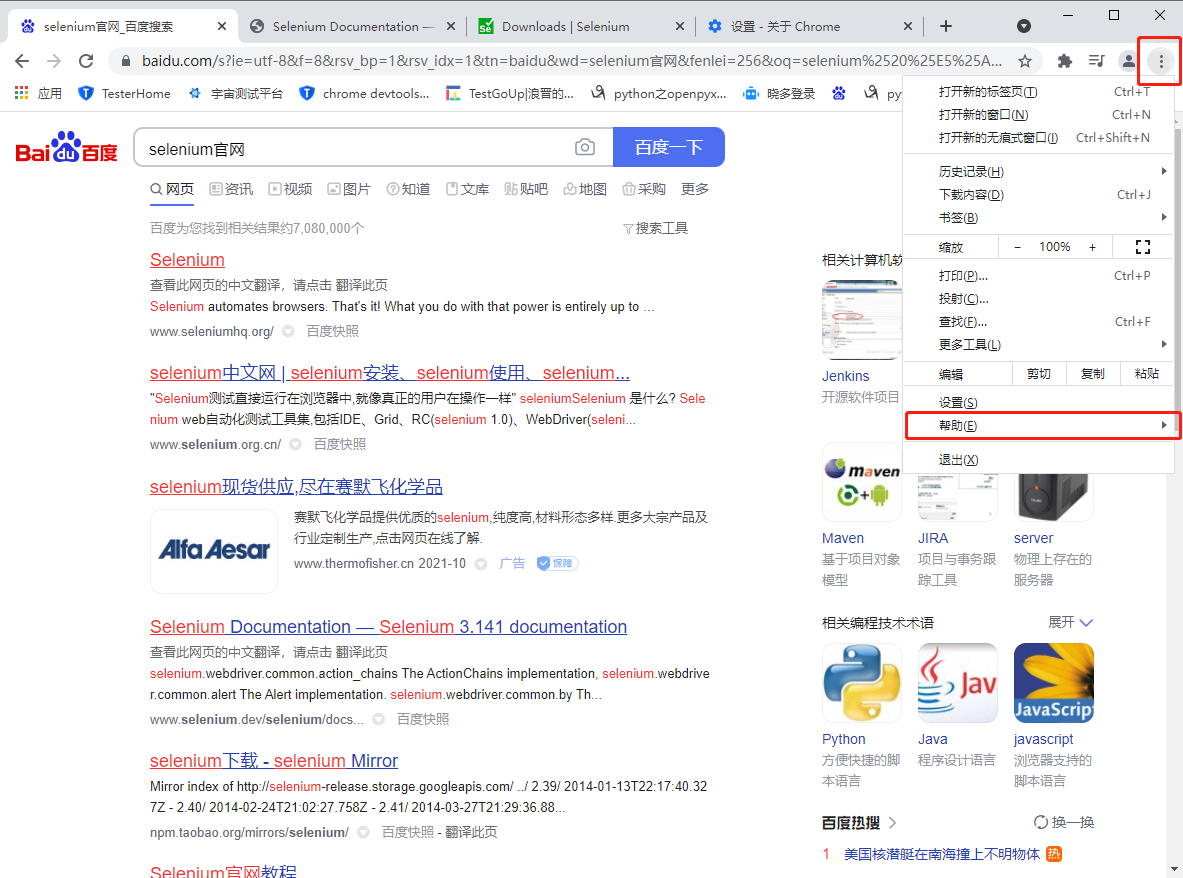 selenium官网_百度搜索
Selenium Documentation —
Downloads | Selenium
设置 - 关于 Chrome
baidu.com/s?ie=utf-8&f=8&rsv_bp=1&rsv_idx=1&tn=baidu&wd=selenium官网&fenlei=256&oq=selenium%2520%25E5%25A...
应用
TesterHome
宇宙测试平台
chrome devtools...
TestGoUp|浪晋的...
python之openpyx...
晓多登录
py
打开新的标签页(T) Ctrl+T
打开新的窗口(N) Ctrl+N
打开新的无痕式窗口(I) Ctrl+Shift+N
历史记录(H)
下载内容(D) Ctrl+J
书签(B)
缩放 − 100% +
打印(P)... Ctrl+P
投射(C)...
查找(F)... Ctrl+F
更多工具(L)
编辑 剪切 复制 粘贴
设置(S)
帮助(E)
退出(X)
Bai du 百度
selenium官网
百度一下
网页 资讯 视频 图片 知道 文库 贴吧 地图 采购 更多
百度为您找到相关结果约7,080,000个
搜索工具
Selenium
查看此网页的中文翻译，请点击 翻译此页
Selenium automates browsers. That's it! What you do with that power is entirely up to ...
www.seleniumhq.org/ 百度快照
selenium中文网 | selenium安装、selenium使用、selenium...
"Selenium测试直接运行在浏览器中,就像真正的用户在操作一样" seleniumSelenium 是什么? Sele
nium web自动化测试工具集,包括IDE、Grid、RC(selenium 1.0)、WebDriver(seleni...
www.selenium.org.cn/ 百度快照
selenium现货供应,尽在赛默飞化学品
Alfa Aesar
赛默飞化学品提供优质的selenium,纯度高,材料形态多样.更多大宗产品及
行业定制生产,点击网页在线了解.
www.thermofisher.cn 2021-10 广告 保障
Selenium Documentation — Selenium 3.141 documentation
查看此网页的中文翻译，请点击 翻译此页
selenium.webdriver.common.action_chains The ActionChains implementation, selenium.webdrive
r.common.alert The Alert implementation. selenium.webdriver.common.by Th...
www.selenium.dev/selenium/docs... 百度快照
selenium下载 - selenium Mirror
Mirror index of http://selenium-release.storage.googleapis.com/ ../ 2.39/ 2014-01-13T22:17:40.32
7Z - 2.40/ 2014-02-24T21:02:27.758Z - 2.41/ 2014-03-27T21:29:36.88...
npm.taobao.org/mirrors/selenium/ 百度快照 - 翻译此页
Selenium官网教程
相关计算机软
Jenkins
开源软件项目
maven
Maven
基于项目对象
模型
JIRA
项目与事务跟
踪工具
server
物理上存在的
服务器
相关编程技术术语
展开
Jav
JavaScrip
Python
方便快捷的脚
本语言
Java
程序设计语言
javascript
浏览器支持的
脚本语言
百度热搜
换一换
1 美国核潜艇在南海撞上不明物体 热